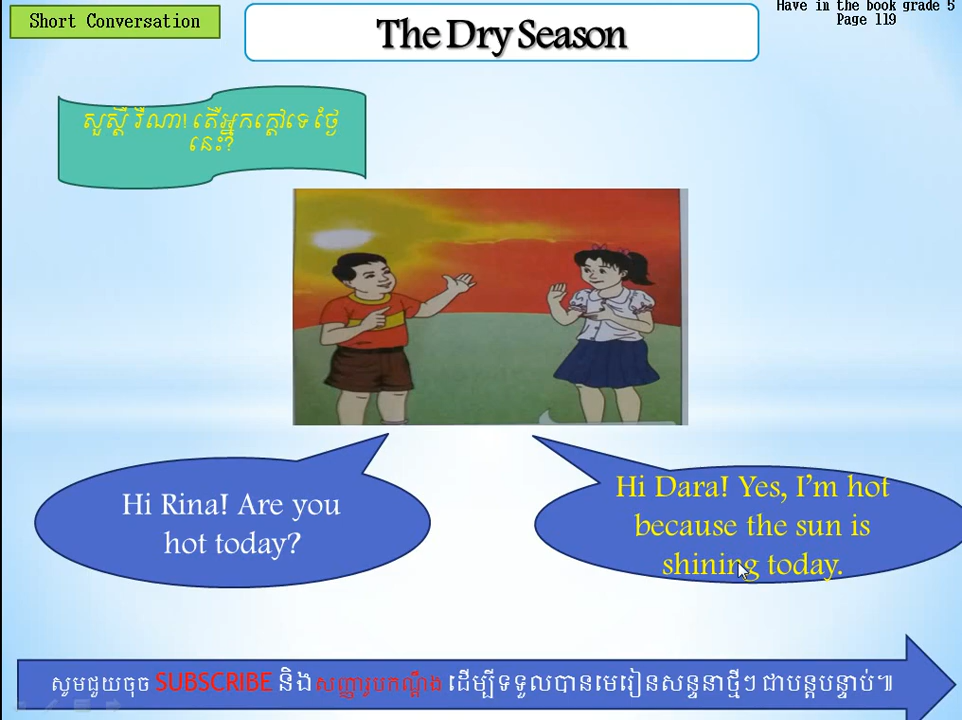 Short Conversation
The Dry Season
Have in the book grade 5
Page 119
សួស្តី រីណា! តើអ្នកក្តៅទេ ថ្ងៃ
នេះ?
Hi Rina! Are you
hot today?
Hi Dara! Yes, I'm hot
because the sun is
shining today.
សូមជួយចុច SUBSCRIBE និងសញ្ញារូបកណ្ដឹង ដើម្បីទទួលបានមេរៀនសន្ទនាថ្មីៗ ជាបន្តបន្ទាប់៕